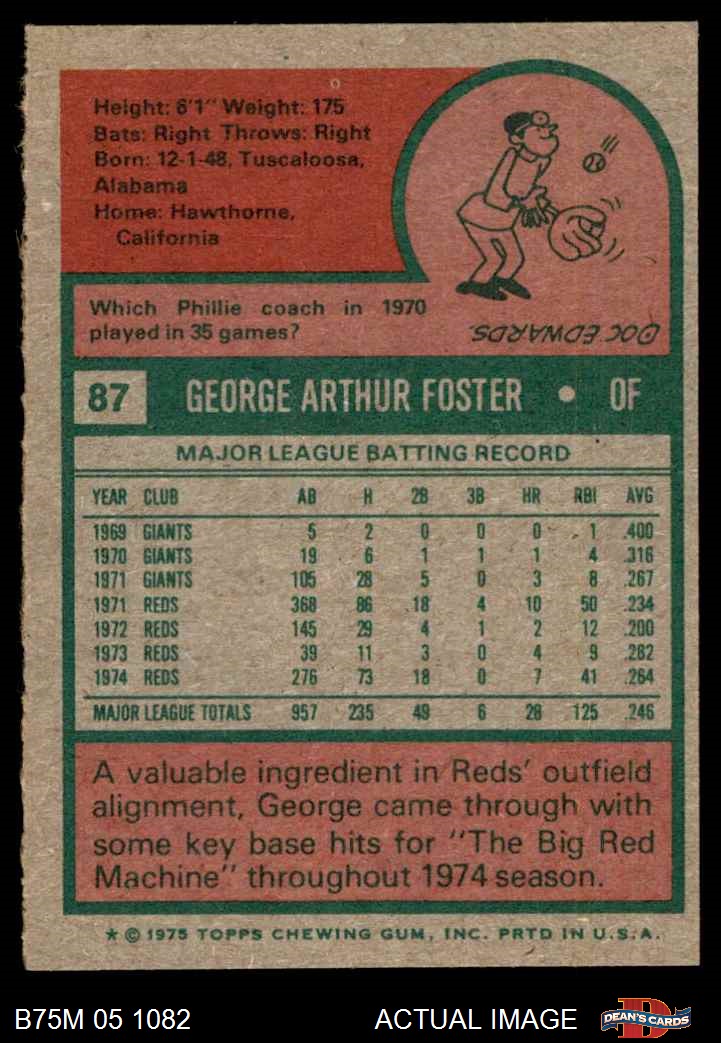 Height: 6'1" Weight: 175
Bats: Right Throws: Right
Born: 12-1-48, Tuscaloosa,
Alabama
Home: Hawthorne,
California
Which Phillie coach in 1970
played in 35 games?
DOC EDWARDS.
87 GEORGE ARTHUR FOSTER • OF
MAJOR LEAGUE BATTING RECORD
YEAR CLUB AB H 2B 3B HR RBI AVG
1969 GIANTS 5 2 0 0 0 1 .400
1970 GIANTS 19 6 1 1 1 4 .316
1971 GIANTS 105 28 5 0 3 8 .267
1971 REDS 368 86 18 4 10 50 .234
1972 REDS 145 29 4 1 2 12 .200
1973 REDS 39 11 3 0 4 9 .282
1974 REDS 276 73 18 0 7 41 .264
MAJOR LEAGUE TOTALS 957 235 49 6 28 125 .246
A valuable ingredient in Reds' outfield
alignment, George came through with
some key base hits for "The Big Red
Machine" throughout 1974 season.
* © 1975 TOPPS CHEWING GUM, INC. PRTD IN U.S.A.
B75M 05 1082 ACTUAL IMAGE D DEAN'S CARDS